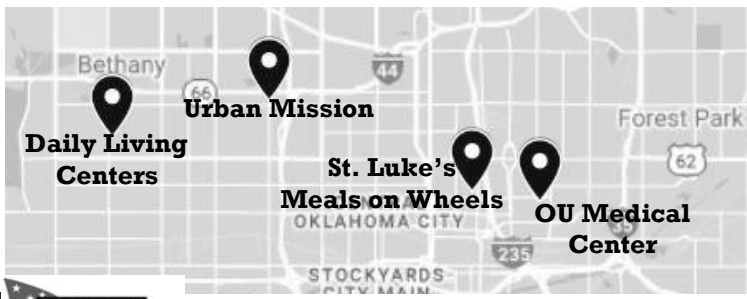 Bethany
44
66
Urban Mission
Forest Park
Daily Living
Centers
62
St. Luke's
Meals on Wheels
OKLAHOMA CITY
OU Medical
Center
35
235
STOCKYARDS
CITY MAIN